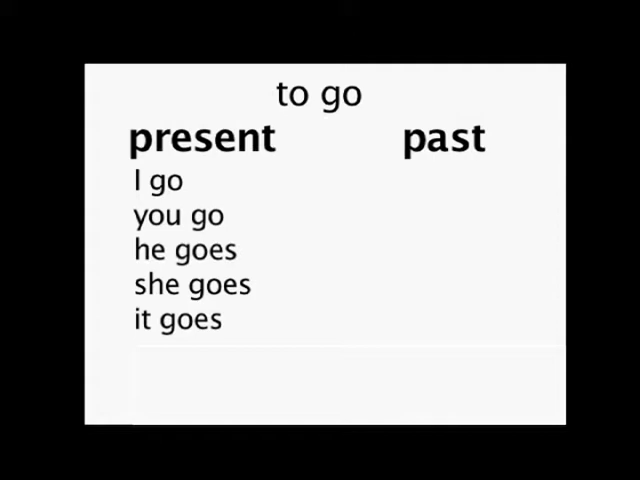 to go
present past
I go
you go
he goes
she goes
it goes